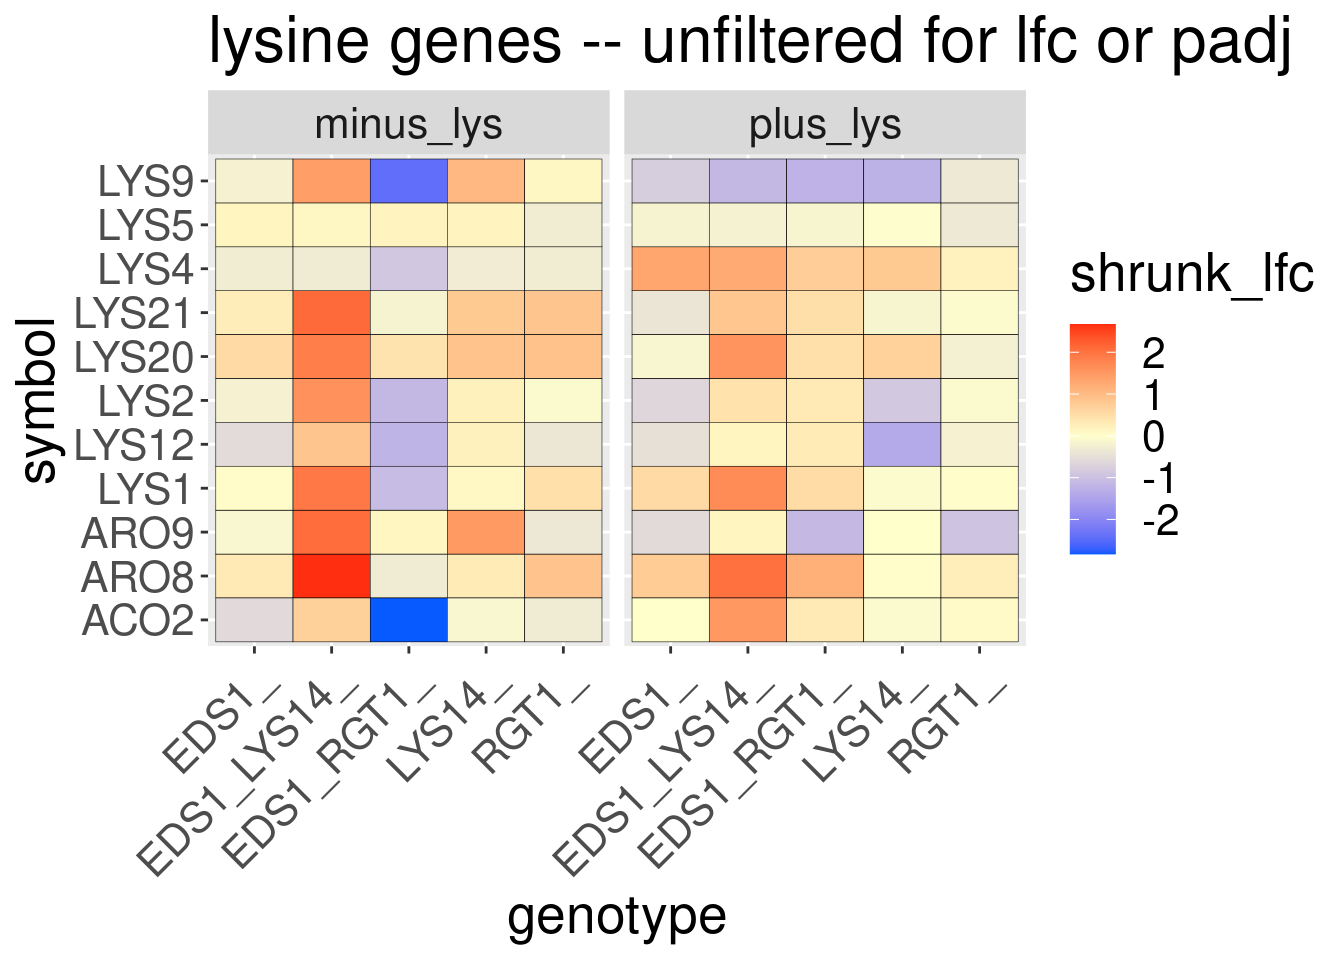 lysine genes -- unfiltered for lfc or padj
minus_lys
plus_lys
symbol
LYS9
LYS5
LYS4
LYS21
LYS20
LYS2
LYS12
LYS1
ARO9
ARO8
ACO2
EDS1_
EDS1_LYS14_
EDS1_RGT1_
LYS14_
RGT1_
EDS1_
EDS1_LYS14_
EDS1_RGT1_
LYS14_
RGT1_
genotype
shrunk_lfc
2
1
0
-1
-2